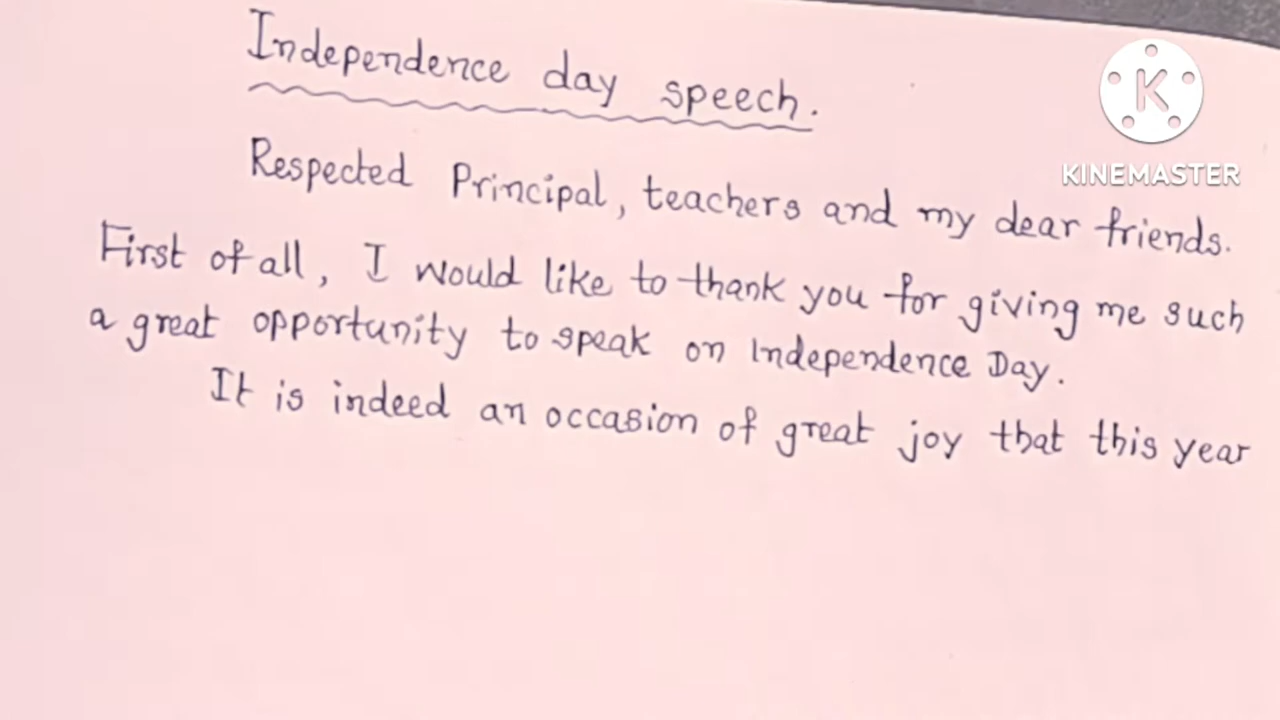 Independence day speech.
Respected Principal, teachers and my dear friends.
First of all, I would like to thank you for giving me such
a great opportunity to speak on Independence Day.
It is indeed an occasion of great joy that this year
K
KINEMASTER